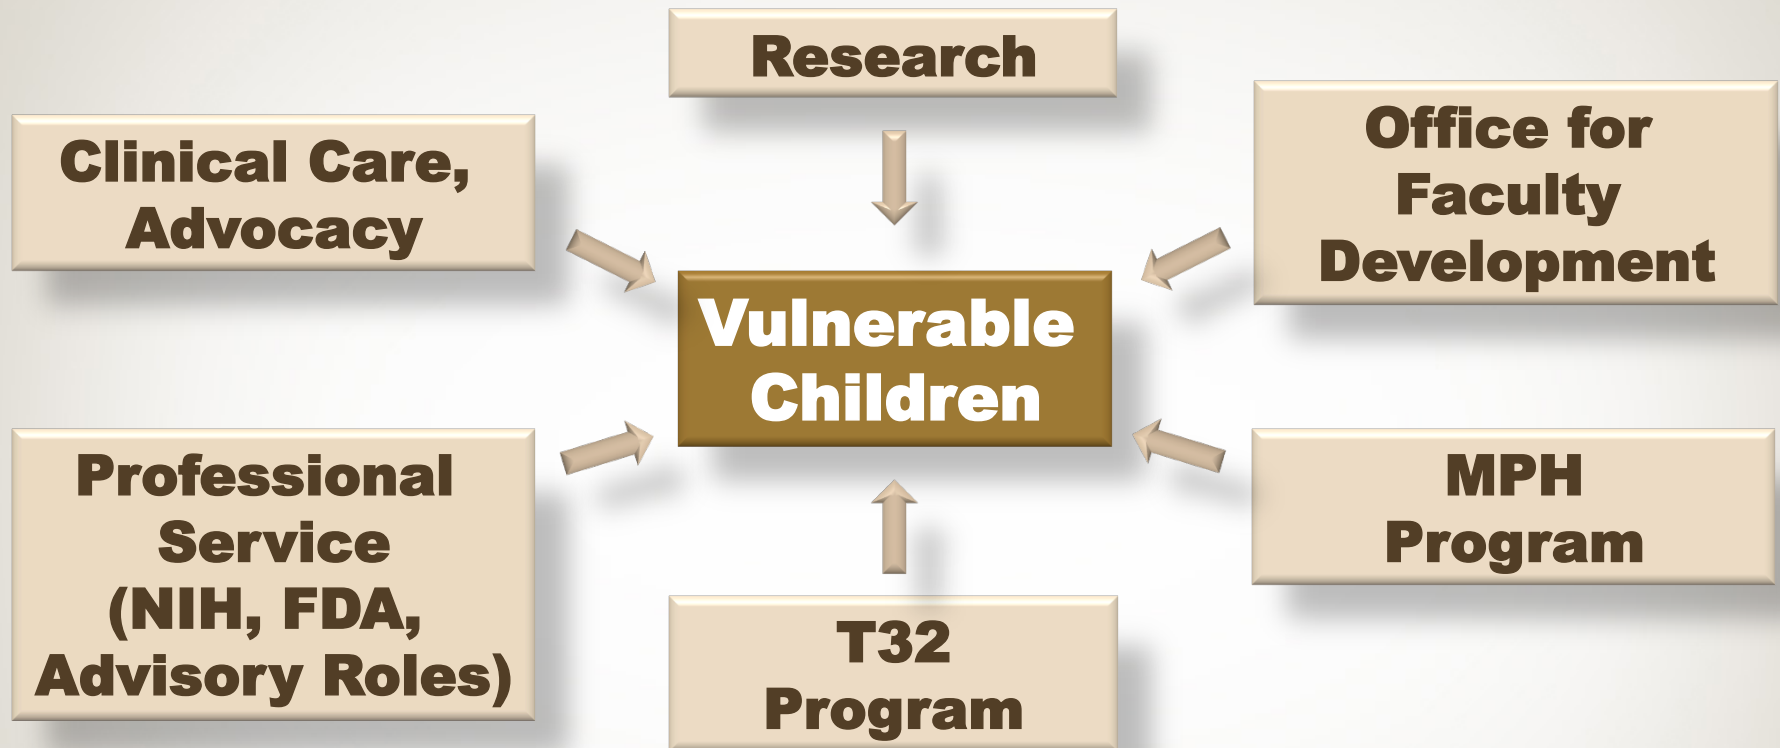 Research
Clinical Care,
Advocacy
Office for
Faculty
Development
Vulnerable
Children
Professional
Service
(NIH, FDA,
Advisory Roles)
MPH
Program
T32
Program